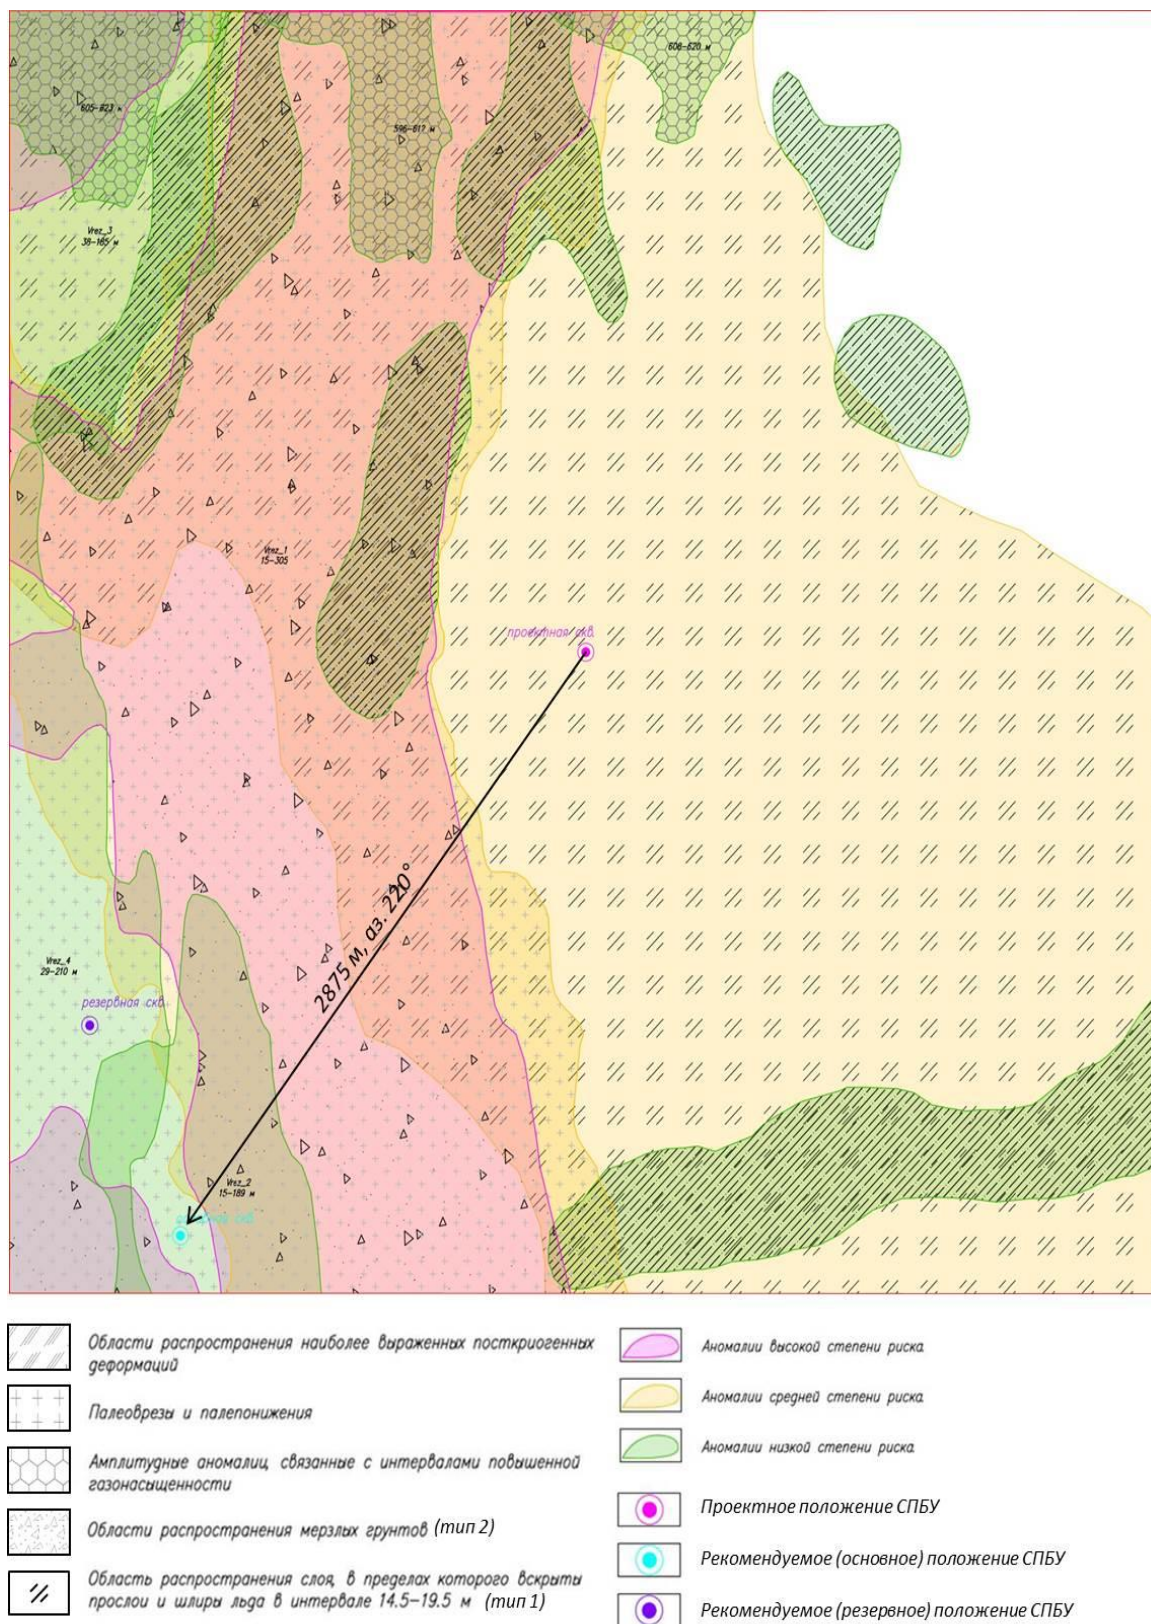 608-620 м
605-623 м
596-617 м
Vrez_3
38-185 м
Vrez_1
15-305
проектная скв.
2875 м, аз. 220°
Vrez_4
29-210 м
резервная скв.
Vrez_2
15-189 м
скв.
Области распространения наиболее выраженных посткриогенных
деформаций
Палеоврезы и палепонижения
Амплитудные аномалии, связанные с интервалами повышенной
газонасыщенности
Области распространения мерзлых грунтов (тип 2)
Область распространения слоя, в пределах которого вскрыты
прослои и шлиры льда в интервале 14.5-19.5 м (тип 1)
Аномалии высокой степени риска
Аномалии средней степени риска
Аномалии низкой степени риска
Проектное положение СПБУ
Рекомендуемое (основное) положение СПБУ
Рекомендуемое (резервное) положение СПБУ